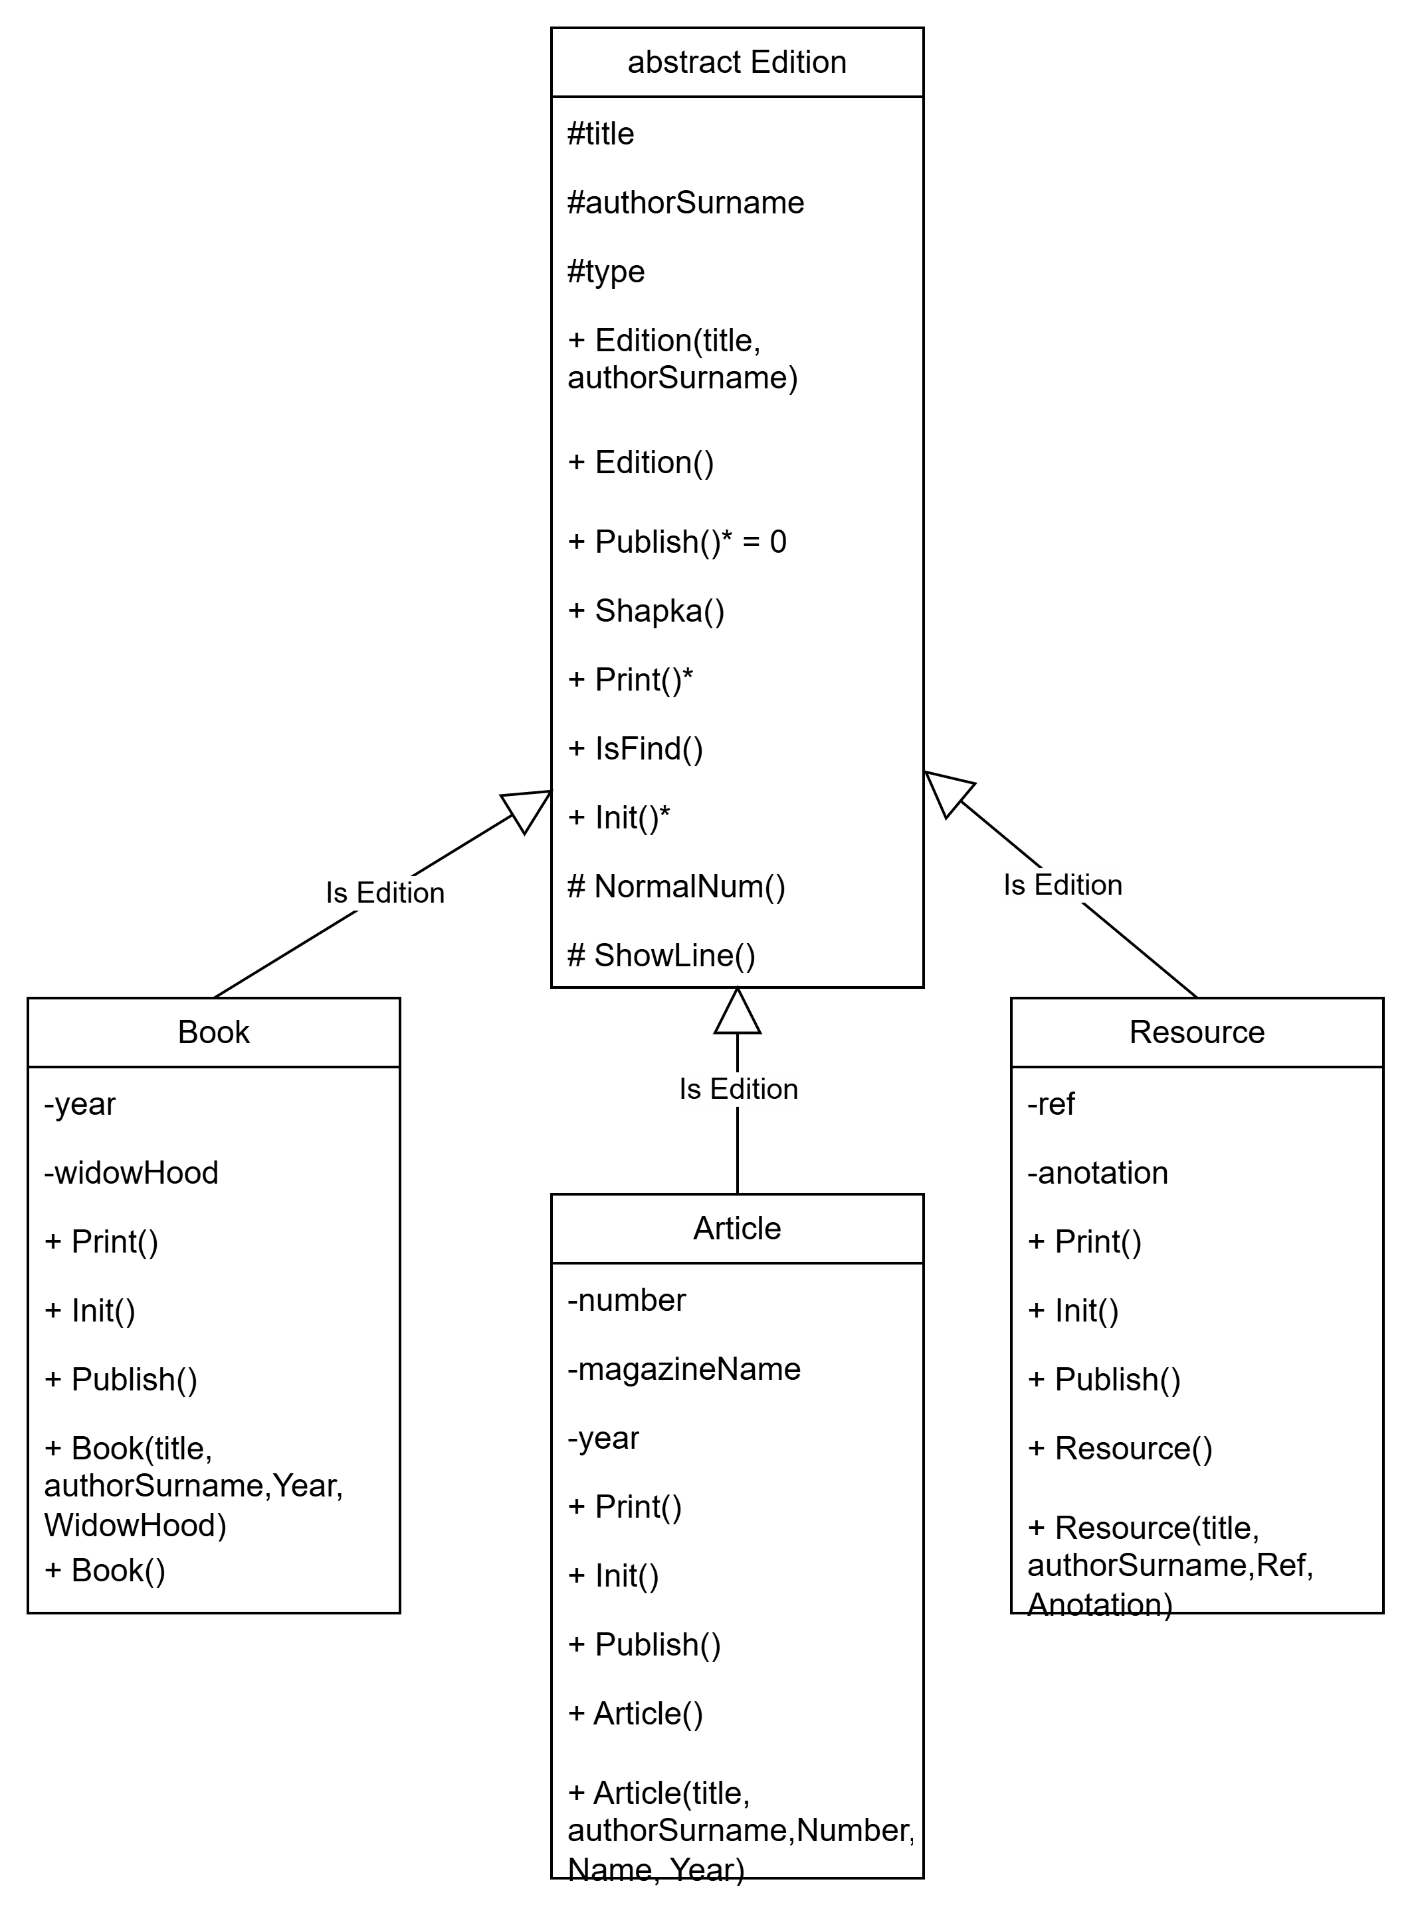 abstract Edition
#title
#authorSurname
#type
+ Edition(title,
authorSurname)
+ Edition()
+ Publish()* = 0
+ Shapka()
+ Print()*
+ IsFind()
+ Init()*
# NormalNum()
# ShowLine()
Is Edition
Is Edition
Is Edition
Book
-year
-widowHood
+ Print()
+ Init()
+ Publish()
+ Book(title,
authorSurname,Year,
WidowHood)
+ Book()
Article
-number
-magazineName
-year
+ Print()
+ Init()
+ Publish()
+ Article()
+ Article(title,
authorSurname,Number,
Name, Year)
Resource
-ref
-anotation
+ Print()
+ Init()
+ Publish()
+ Resource()
+ Resource(title,
authorSurname,Ref,
Anotation)